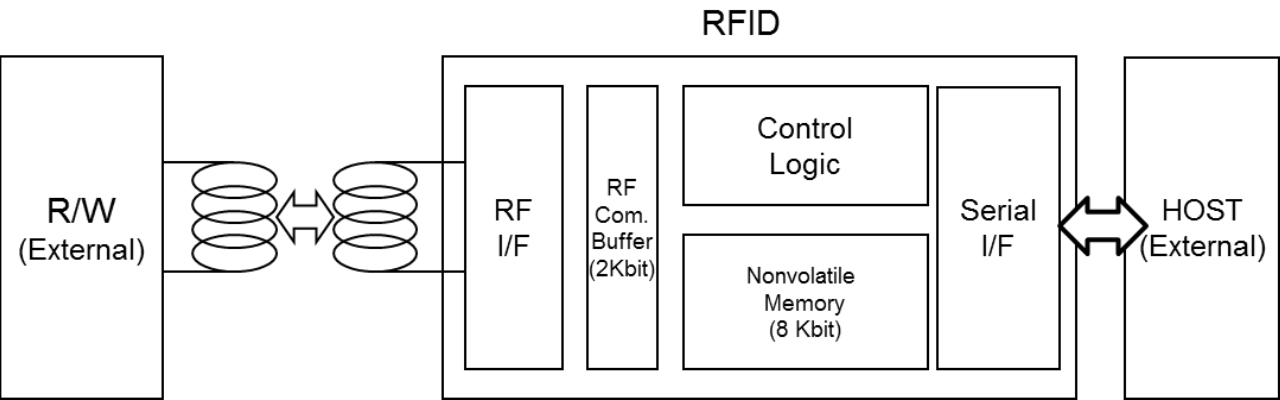 RFID
R/W
(External)
RF
I/F
RF
Com.
Buffer
(2Kbit)
Control
Logic
Nonvolatile
Memory
(8 Kbit)
Serial
I/F
HOST
(External)